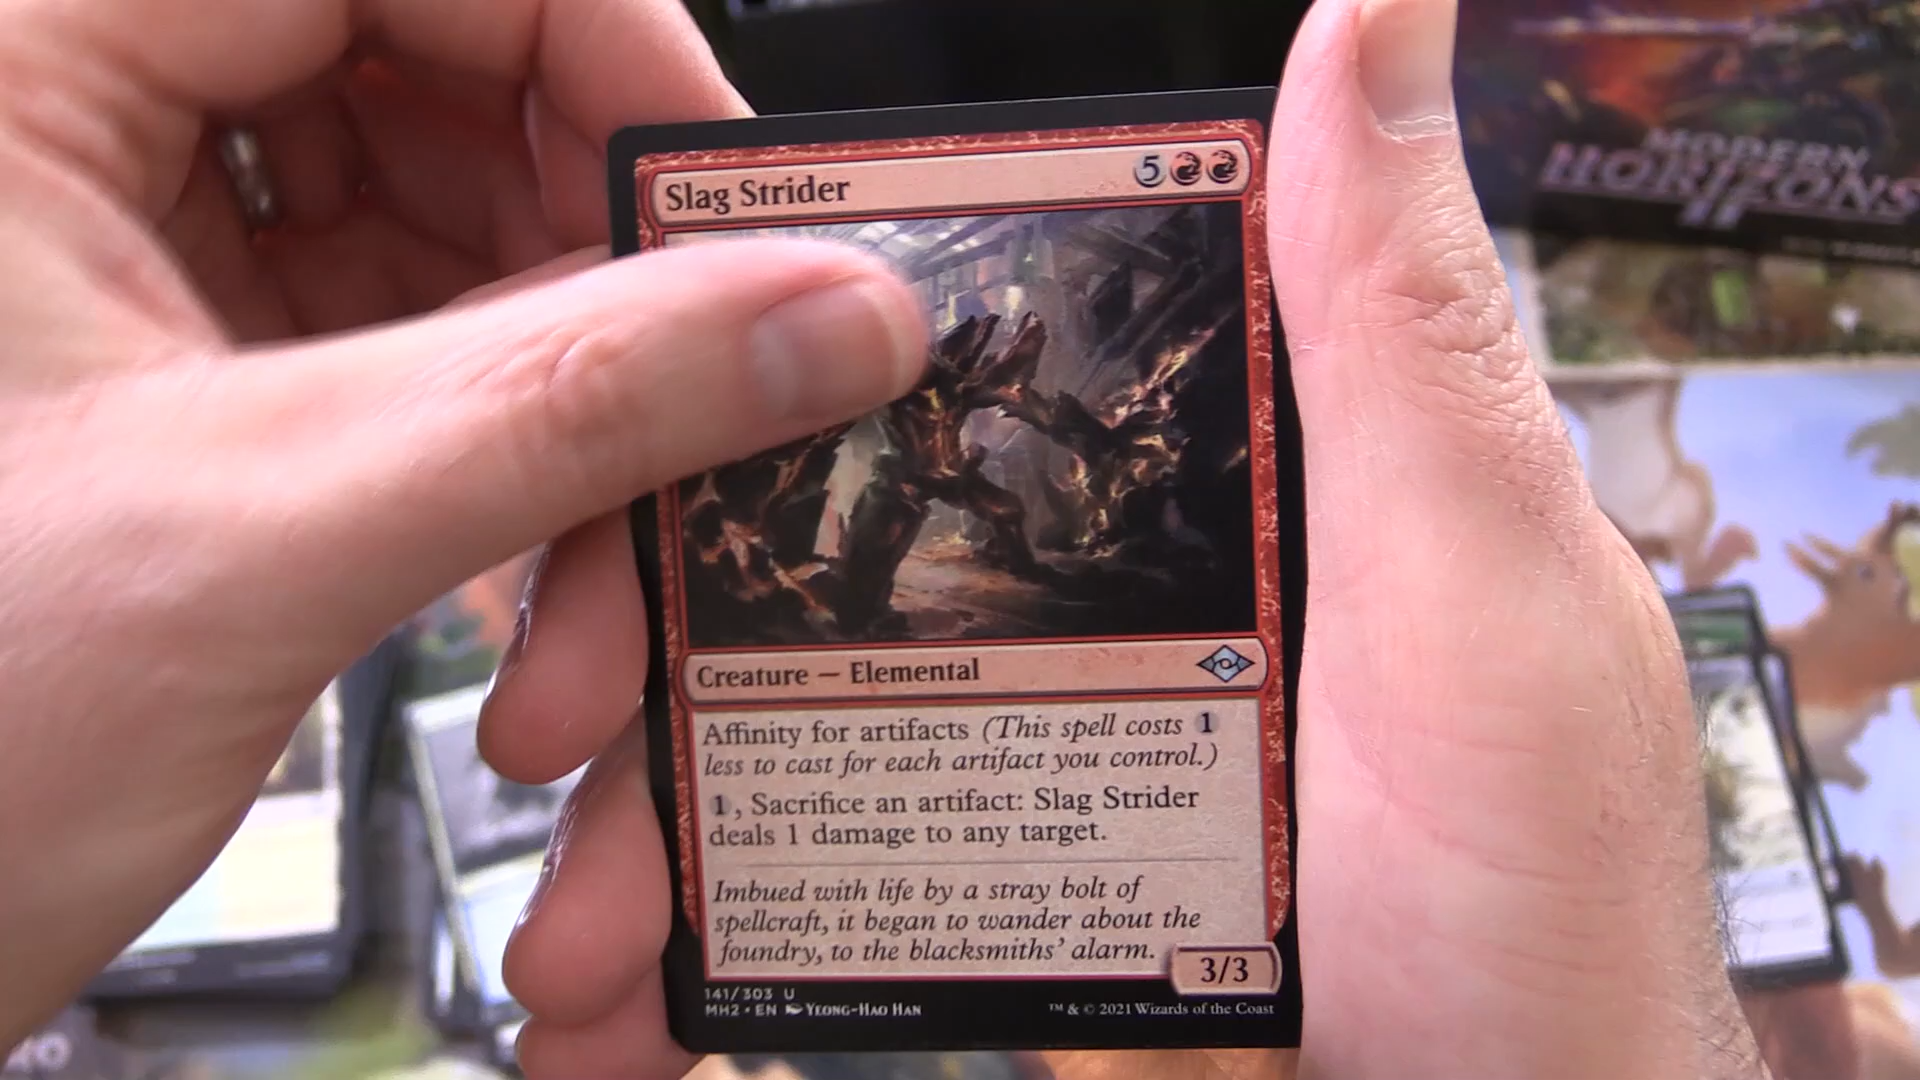 Slag Strider 5
Creature — Elemental
Affinity for artifacts (This spell costs 1
less to cast for each artifact you control.)
1, Sacrifice an artifact: Slag Strider
deals 1 damage to any target.
Imbued with life by a stray bolt of
spellcraft, it began to wander about the
foundry, to the blacksmiths' alarm.
3/3
141/303 U
MH2 • EN Yeong-Hao Han
™ & © 2021 Wizards of the Coast
MODERN
HORIZONS
II